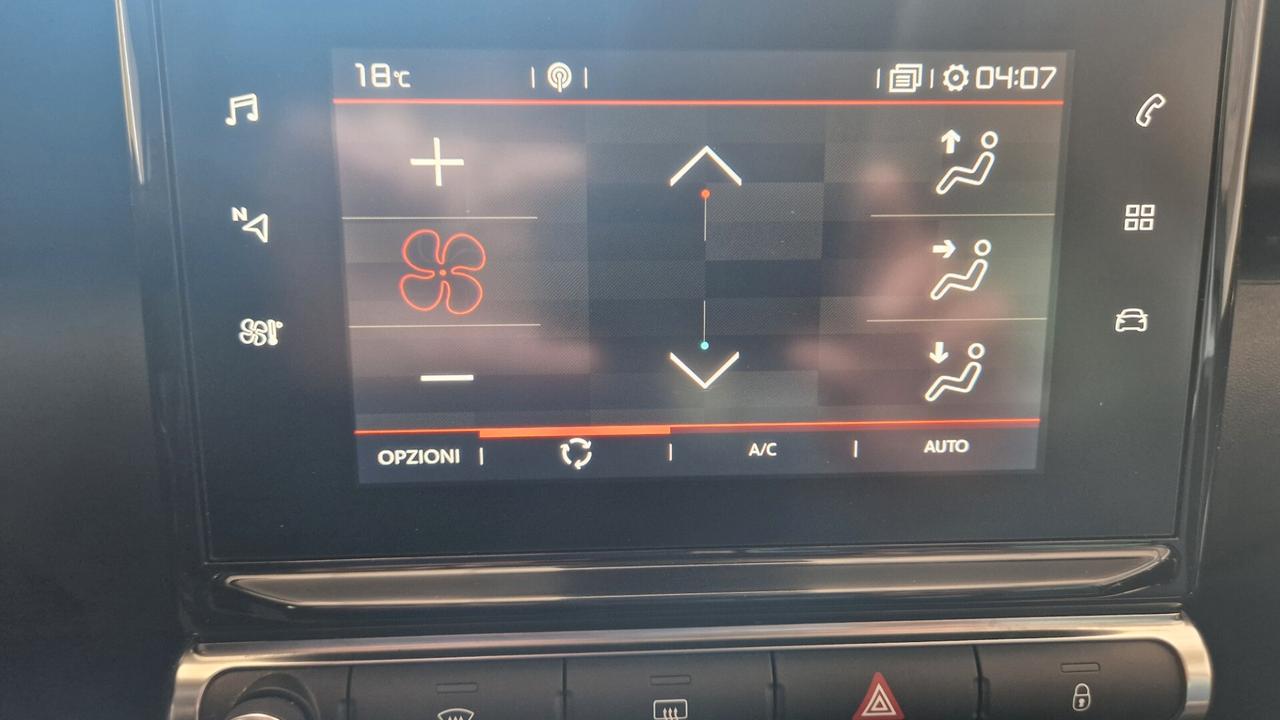 18°C 04:07
N
OPZIONI A/C AUTO